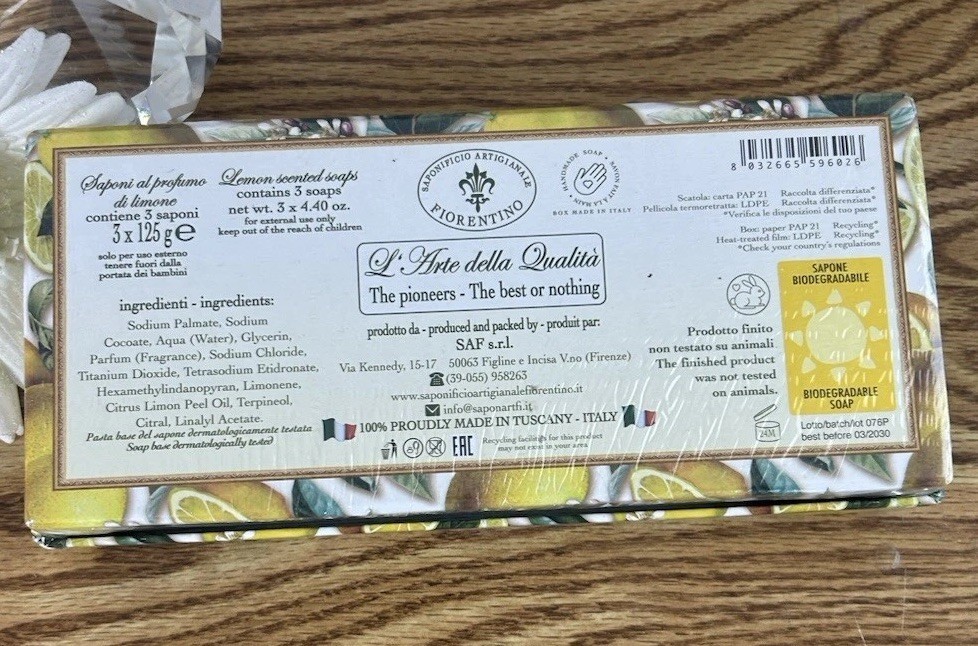 Saponi al profumo
di limone
contiene 3 saponi
3 x 125 g e
solo per uso esterno
tenere fuori dalla
portata dei bambini
Lemon scented soaps
contains 3 soaps
net wt. 3 x 4.40 oz.
for external use only
keep out of the reach of children
ingredienti - ingredients:
Sodium Palmate, Sodium
Cocoate, Aqua (Water), Glycerin,
Parfum (Fragrance), Sodium Chloride,
Titanium Dioxide, Tetrasodium Etidronate,
Hexamethylindanopyran, Limonene,
Citrus Limon Peel Oil, Terpineol,
Citral, Linalyl Acetate.
Pasta base del sapone dermatologicamente testata
Soap base dermatologically tested
SAPONIFICIO ARTIGIANALE
FIORENTINO
HANDMADE SOAP • SAVON FAIT LA MAIN •
BOX MADE IN ITALY
L'Arte della Qualità
The pioneers - The best or nothing
prodotto da - produced and packed by - produit par:
SAF s.r.l.
Via Kennedy, 15-17 50063 Figline e Incisa V.no (Firenze)
(39-055) 958263
www.saponificioartigianalefiorentino.it
info@saponarti.it
100% PROUDLY MADE IN TUSCANY - ITALY
EAC
Recycling facilities for this product
may not exist in your area
8 032665 596026
Scatola: carta PAP 21 Raccolta differenziata*
Pellicola termoretratta: LDPE Raccolta differenziata*
*Verifica le disposizioni del tuo paese
Box: paper PAP 21 Recycling*
Heat-treated film: LDPE Recycling*
*Check your country's regulations
Prodotto finito
non testato su animali
The finished product
was not tested
on animals.
SAPONE
BIODEGRADABILE
BIODEGRADABLE
SOAP
24M
Lotto/batch/lot 076P
best before 03/2030